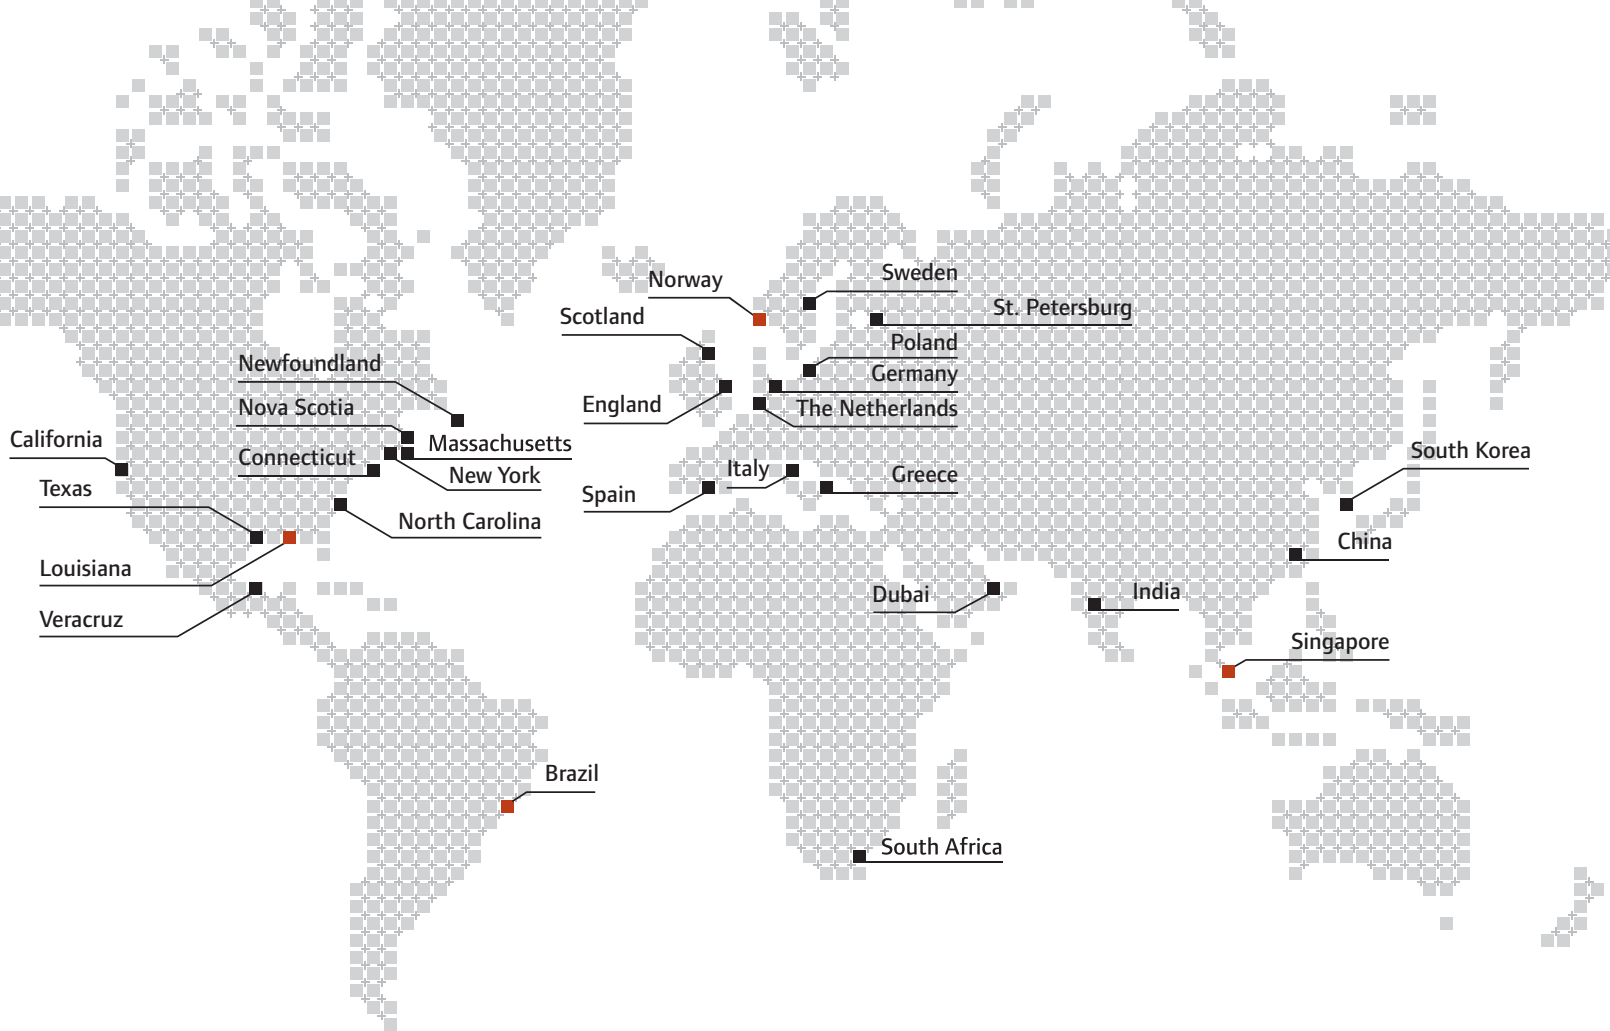 Norway
Sweden
St. Petersburg
Scotland
Poland
Newfoundland
Germany
England
Nova Scotia
The Netherlands
California
Massachusetts
South Korea
Connecticut
New York
Italy
Greece
Texas
Spain
North Carolina
China
Louisiana
Dubai
India
Veracruz
Singapore
Brazil
South Africa